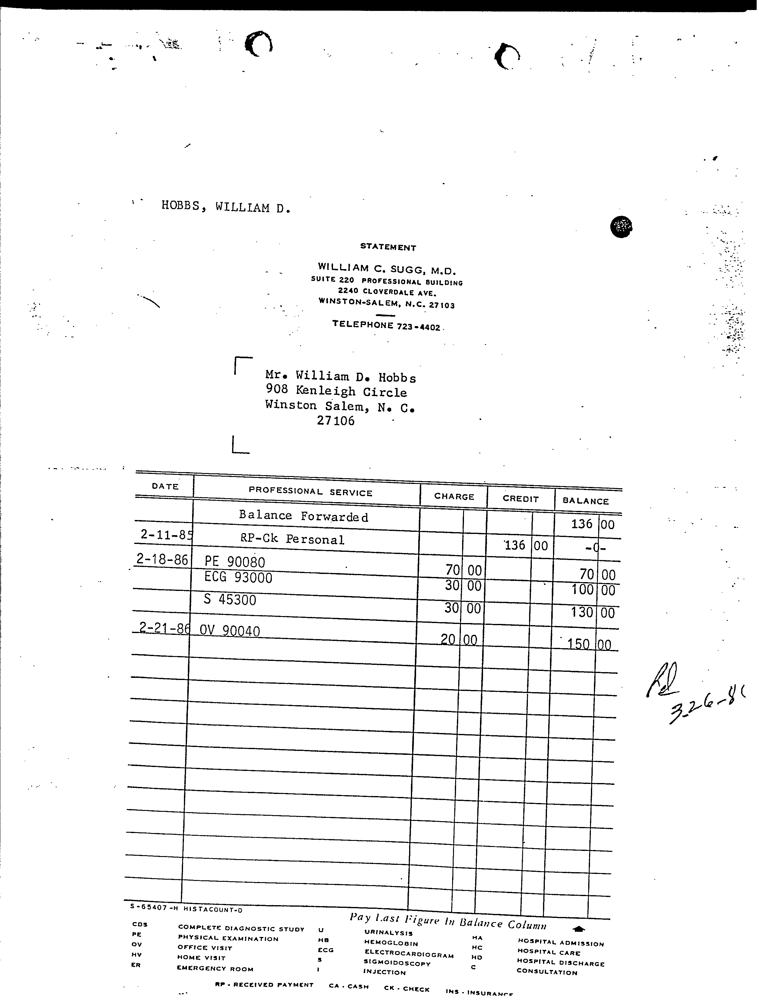 HOBBS, WILLIAM D.
STATEMENT
WILLIAM C. SUGG, M.D.
SUITE 220 PROFESSIONAL BUILDING
2240 CLOVERDALE AVE.
WINSTON-SALEM, N.C. 27103
TELEPHONE 723-4402
Mr. William D. Hobbs
908 Kenleigh Circle
Winston Salem, N. C.
27106
DATE PROFESSIONAL SERVICE CHARGE CREDIT BALANCE
Balance Forwarded 136 00
2-11-85 RP-Ck Personal 136 00 -0-
2-18-86 PE 90080 70 00 70 00
ECG 93000 30 00 100 00
S 45300 30 00 130 00
2-21-86 OV 90040 20 00 150 00
3-26-86
S-65407-H HISTACOUNT-D
Pay Last Figure In Balance Column
CDS COMPLETE DIAGNOSTIC STUDY U URINALYSIS HA HOSPITAL ADMISSION
PE PHYSICAL EXAMINATION HB HEMOGLOBIN HC HOSPITAL CARE
OV OFFICE VISIT ECG ELECTROCARDIOGRAM HD HOSPITAL DISCHARGE
HV HOME VISIT S SIGMOIDOSCOPY C CONSULTATION
ER EMERGENCY ROOM I INJECTION
RP - RECEIVED PAYMENT CA - CASH CK - CHECK INS - INSURANCE